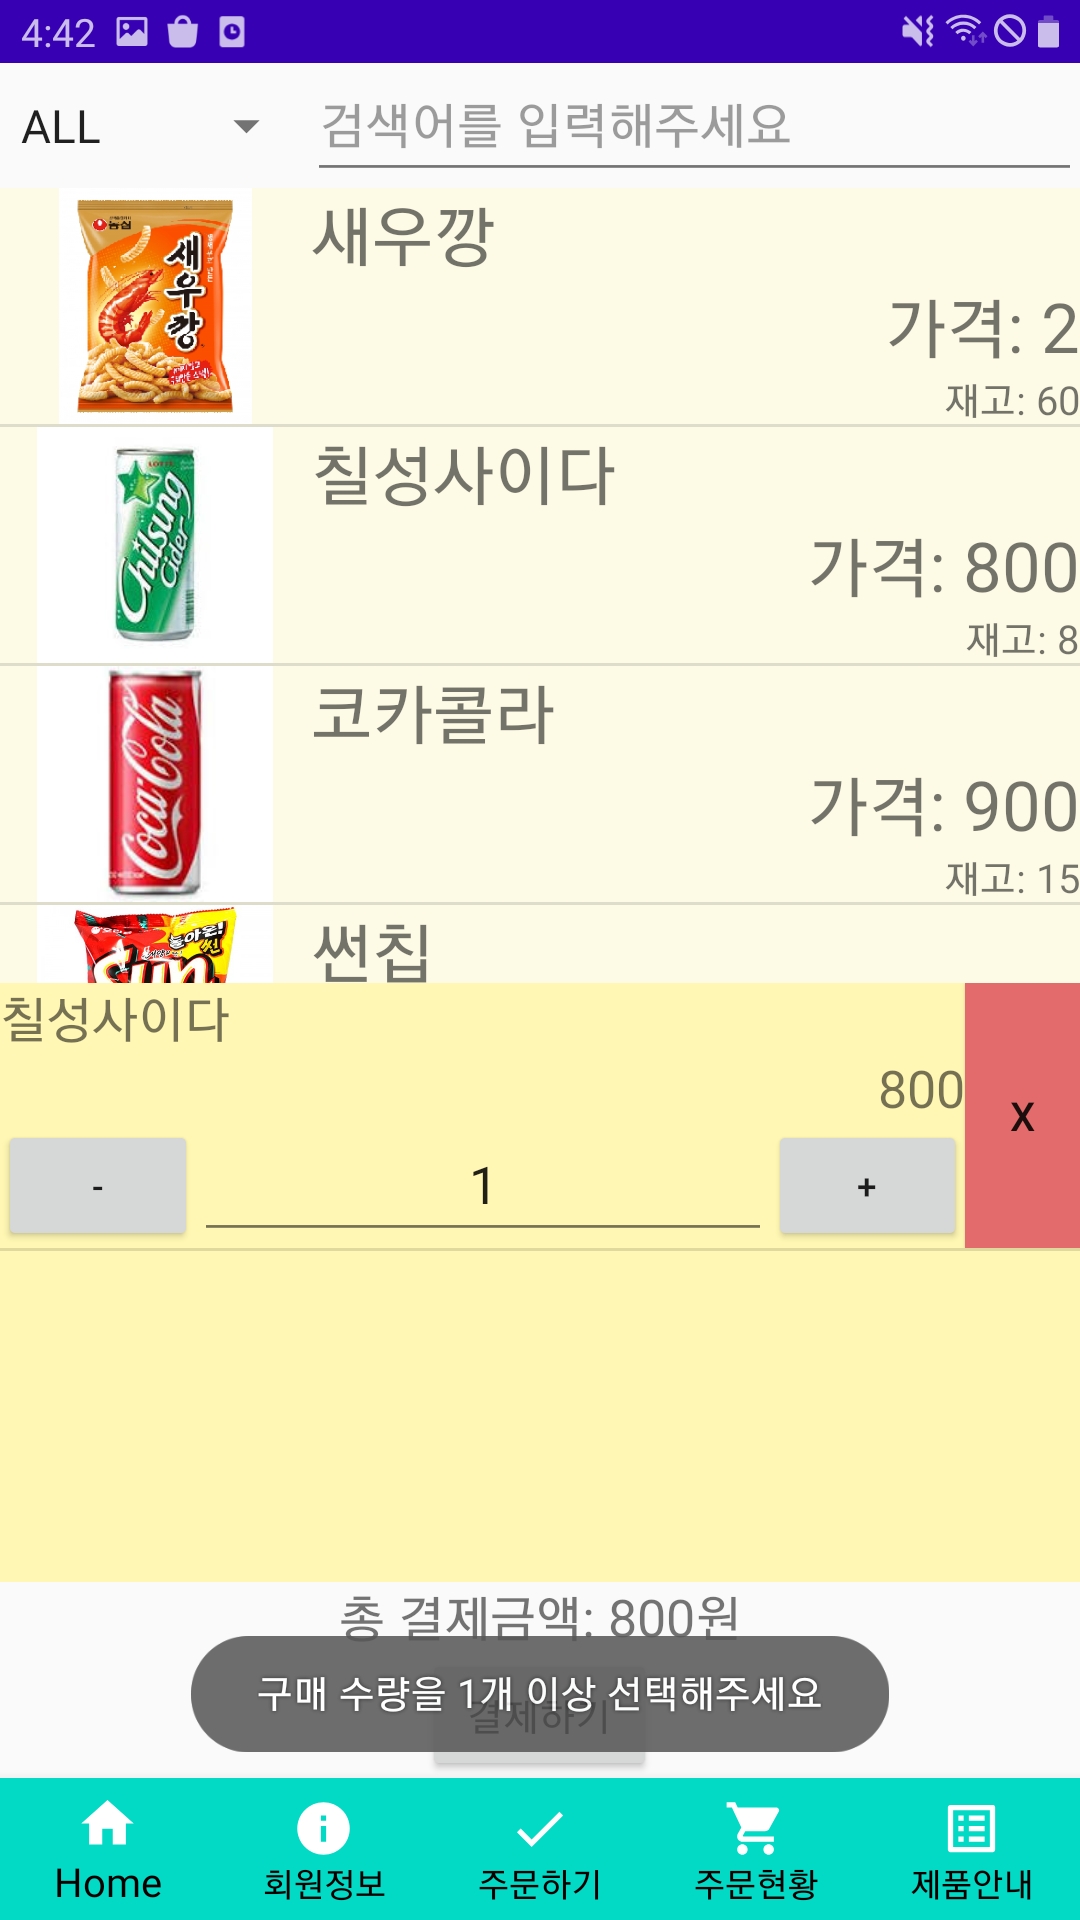 4:42
ALL
검색어를 입력해주세요
농심
새우깡
새우깡
가격: 2
재고: 60
LOTTE
Chilsung
Cider
칠성사이다
가격: 800
재고: 8
Coca-Cola
코카콜라
가격: 900
재고: 15
돌아온!
썬
Sun
썬칩
칠성사이다
800
x
-
1
+
총 결제금액: 800원
구매 수량을 1개 이상 선택해주세요
결제하기
Home
회원정보
주문하기
주문현황
제품안내